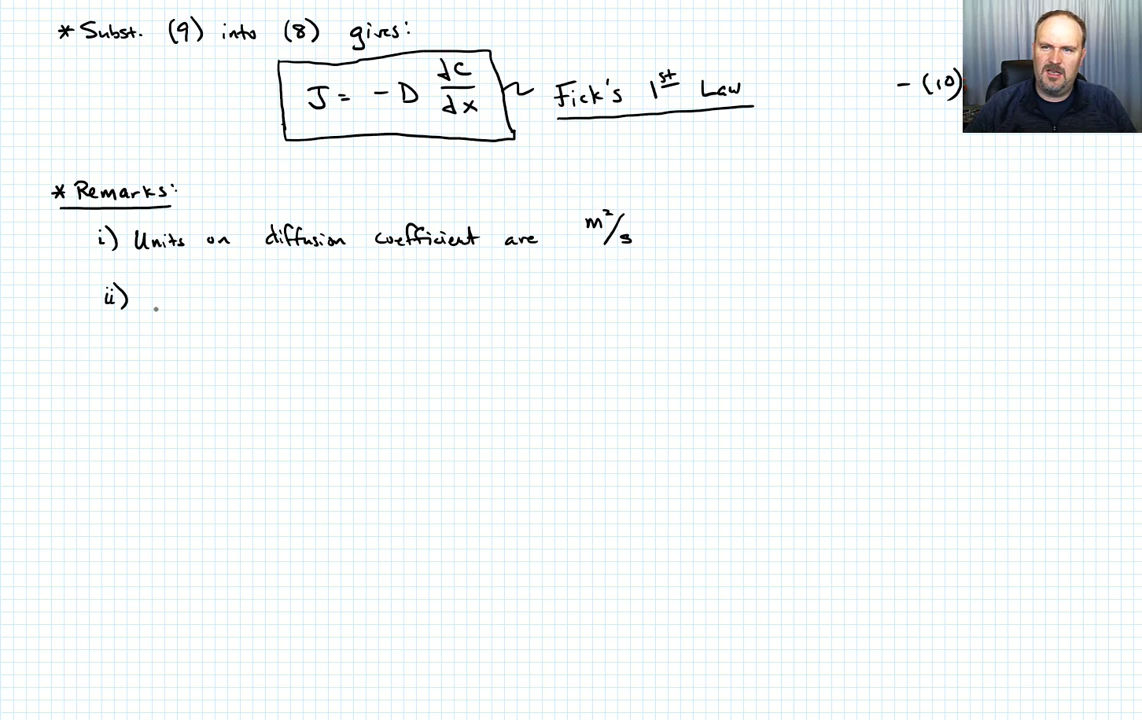 * Subst. (9) into (8) gives:
J = - D dC/dx ~ Fick's 1st Law - (10)
* Remarks:
i) Units on diffusion coefficient are m²/s
ii)